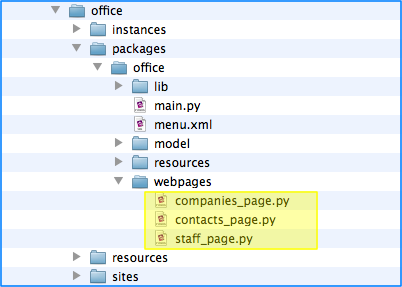 office
instances
packages
office
lib
main.py
menu.xml
model
resources
webpages
companies_page.py
contacts_page.py
staff_page.py
resources
sites